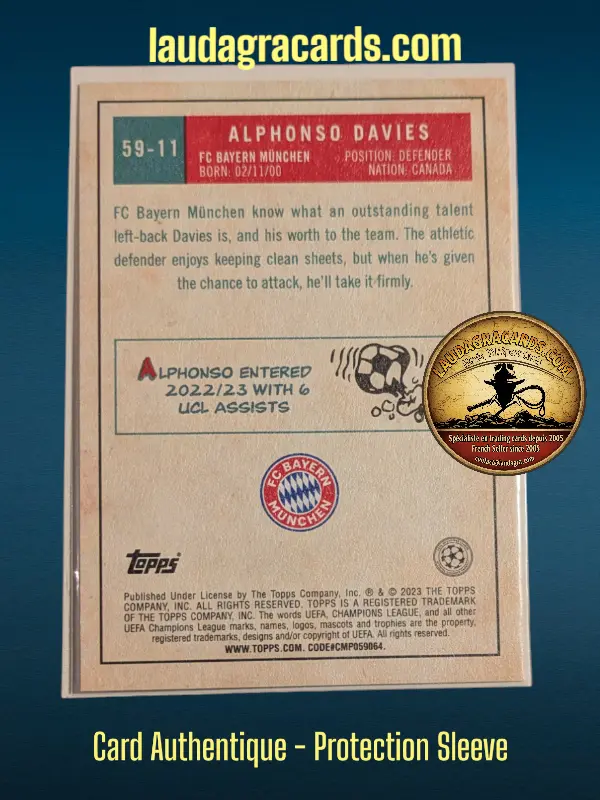 laudagracards.com
59-11
ALPHONSO DAVIES
FC BAYERN MÜNCHEN
BORN: 02/11/00
POSITION: DEFENDER
NATION: CANADA
FC Bayern München know what an outstanding talent
left-back Davies is, and his worth to the team. The athletic
defender enjoys keeping clean sheets, but when he's given
the chance to attack, he'll take it firmly.
ALPHONSO ENTERED
2022/23 WITH 6
UCL ASSISTS
LAUDAGRACARDS.COM
Spécialiste en trading cards depuis 2005
French Seller since 2005
FC BAYERN
MÜNCHEN
topps
Published Under License by The Topps Company, Inc. ® & © 2023 THE TOPPS
COMPANY, INC. ALL RIGHTS RESERVED. TOPPS IS A REGISTERED TRADEMARK
OF THE TOPPS COMPANY, INC. The words UEFA, CHAMPIONS LEAGUE, and all other
UEFA Champions League marks, names, logos, mascots and trophies are the property,
registered trademarks, designs and/or copyright of UEFA. All rights reserved.
WWW.TOPPS.COM. CODE#CMP059064.
Card Authentique - Protection Sleeve